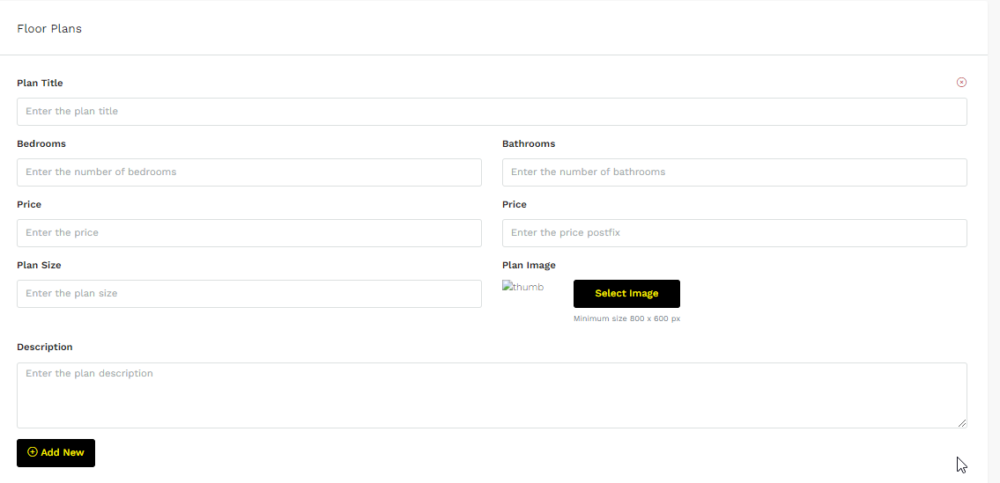 Floor Plans
Plan Title
Enter the plan title
Bedrooms
Bathrooms
Enter the number of bedrooms
Enter the number of bathrooms
Price
Price
Enter the price
Enter the price postfix
Plan Size
Plan Image
Enter the plan size
thumb
Select Image
Minimum size 800 x 600 px
Description
Enter the plan description
Add New